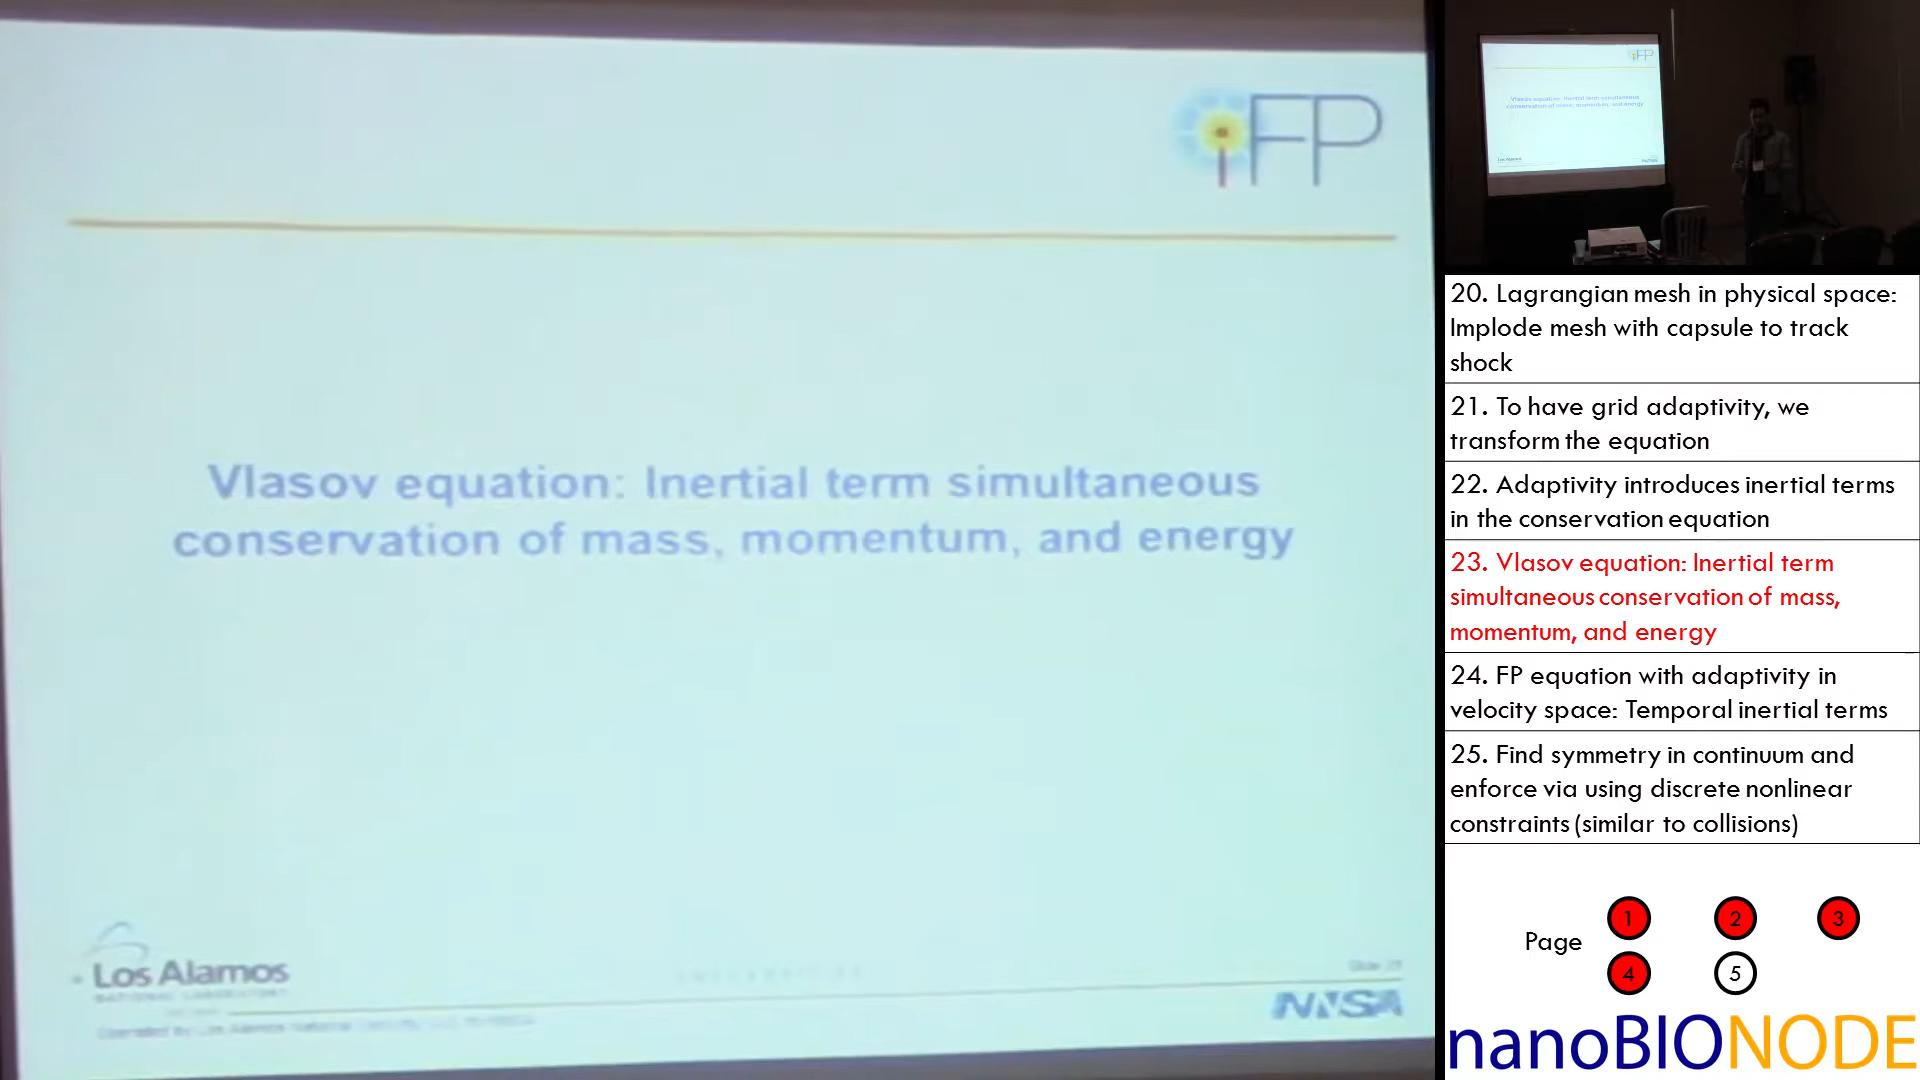 iFP
Vlasov equation: Inertial term simultaneous
conservation of mass, momentum, and energy
Los Alamos
NATIONAL LABORATORY
NNSA
20. Lagrangian mesh in physical space:
Implode mesh with capsule to track
shock
21. To have grid adaptivity, we
transform the equation
22. Adaptivity introduces inertial terms
in the conservation equation
23. Vlasov equation: Inertial term
simultaneous conservation of mass,
momentum, and energy
24. FP equation with adaptivity in
velocity space: Temporal inertial terms
25. Find symmetry in continuum and
enforce via using discrete nonlinear
constraints (similar to collisions)
Page
1 2 3
4 5
nanoBIONODE